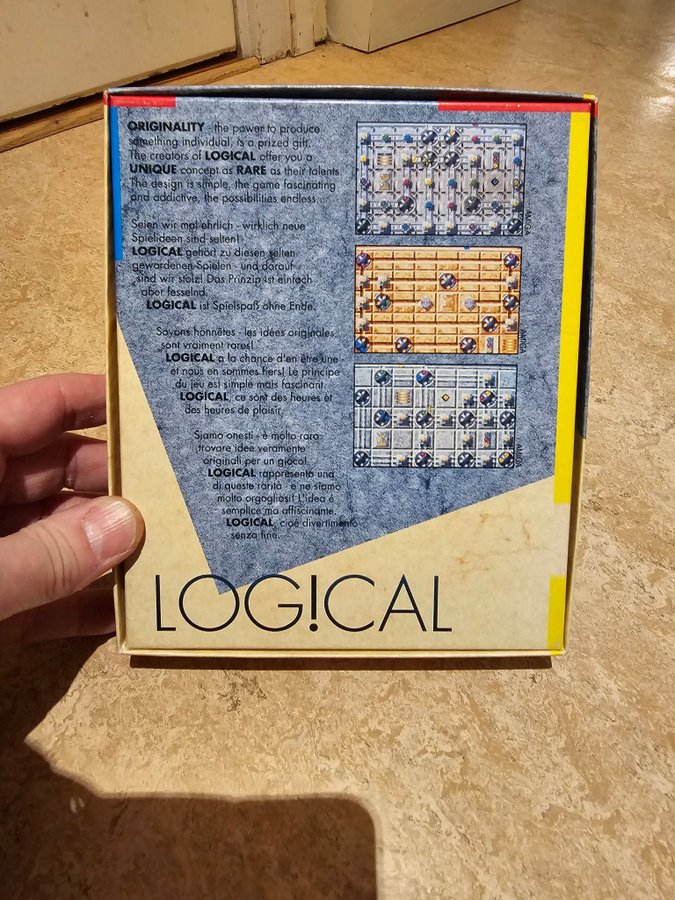 ORIGINALITY - the power to produce
something individual, is a prized gift.
The creators of LOGICAL offer you a
UNIQUE concept as RARE as their talents.
The design is simple, the game fascinating
and addictive, the possibilities endless
Seien wir mal ehrlich - wirklich neue
Spielideen sind selten!
LOGICAL gehört zu diesen selten
gewordenen Spielen - und darauf
sind wir stolz! Das Prinzip ist einfach
aber fesselnd.
LOGICAL ist Spielspaß ohne Ende.
Soyons honnêtes - les idées originales
sont vraiment rares!
LOGICAL a la chance d'en être une
et nous en sommes fiers! Le principe
du jeu est simple mais fascinant.
LOGICAL, ce sont des heures et
des heures de plaisir.
Siamo onesti - è molto raro
trovare idee veramente
originali per un gioco!
LOGICAL rappresenta una
di queste rarità - e ne siamo
molto orgogliosi! L'idea è
semplice ma affiscinante.
LOGICAL, cioè divertimento
senza fine.
AMIGA
AMIGA
AMIGA
LOG!CAL